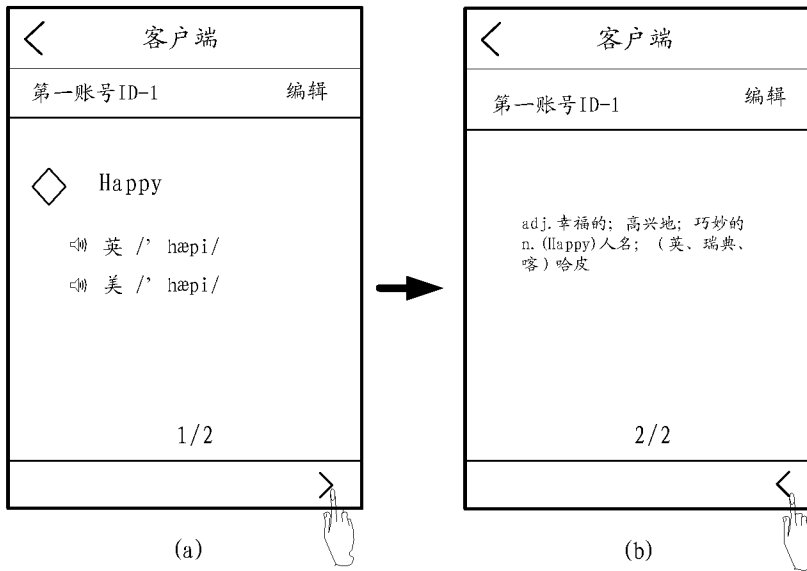 客户端
第一账号ID-1 编辑
Happy
英 /’ hæpi/
美 /’ hæpi/
1/2
(a)
客户端
第一账号ID-1 编辑
adj.幸福的；高兴地；巧妙的
n.(Happy)人名；（英、瑞典、
喀）哈皮
2/2
(b)